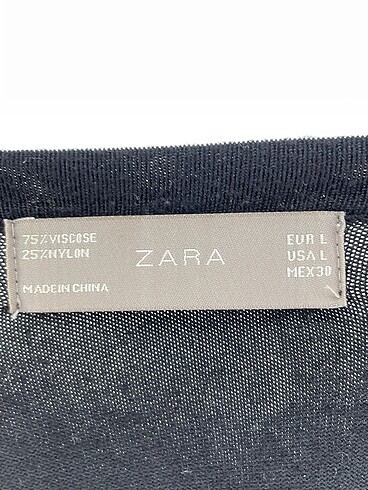 75%VISCOSE
25%NYLON
MADE IN CHINA
ZARA
EUR L
USA L
MEX 30